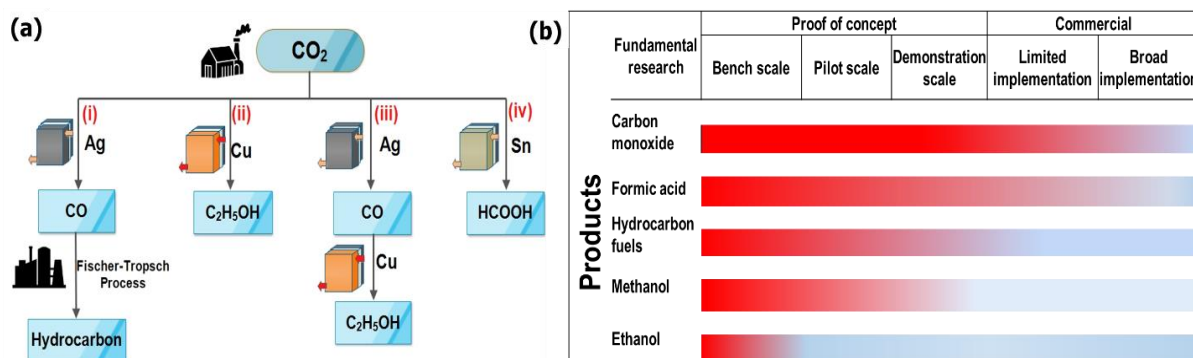 (a)
CO₂
(i)
(ii)
(iii)
(iv)
Ag
Cu
Ag
Sn
CO
C₂H₅OH
CO
HCOOH
Fischer-Tropsch
Process
Cu
Hydrocarbon
C₂H₅OH
(b)
Fundamental
research
Proof of concept
Commercial
Bench scale
Pilot scale
Demonstration
scale
Limited
implementation
Broad
implementation
Products
Carbon
monoxide
Formic acid
Hydrocarbon
fuels
Methanol
Ethanol